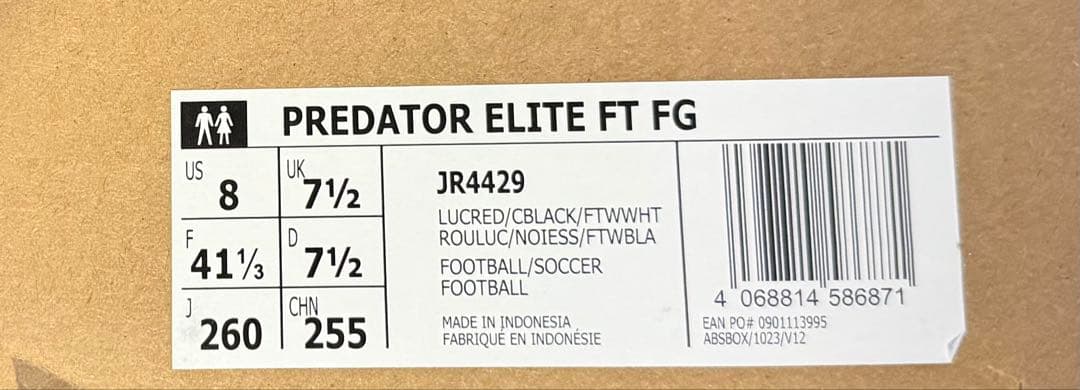 PREDATOR ELITE FT FG
US 8
UK 7½
F 41⅓
D 7½
J 260
CHN 255
JR4429
LUCRED/CBLACK/FTWWHT
ROULUC/NOIESS/FTWBLA
FOOTBALL/SOCCER
FOOTBALL
MADE IN INDONESIA
FABRIQUÉ EN INDONÉSIE
4 068814 586871
EAN PO# 0901113995
ABSBOX/1023/V12